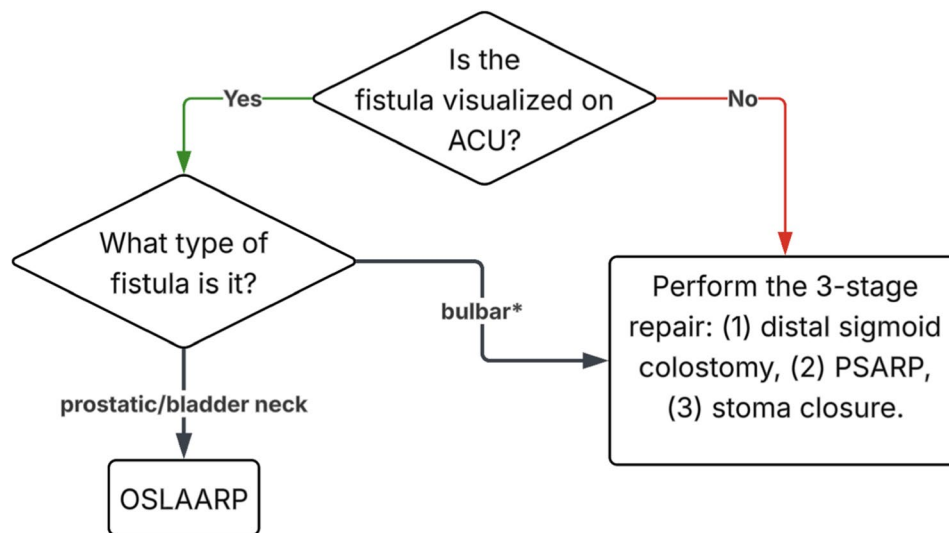 Is the
fistula visualized on
ACU?
Yes
No
What type of
fistula is it?
bulbar*
Perform the 3-stage
repair: (1) distal sigmoid
colostomy, (2) PSARP,
(3) stoma closure.
prostatic/bladder neck
OSLAARP